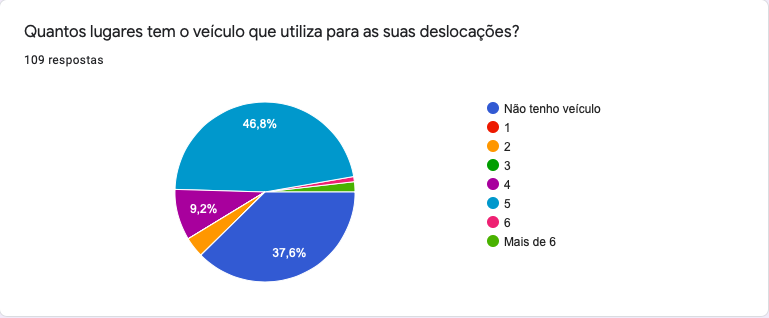 Quantos lugares tem o veículo que utiliza para as suas deslocações?
109 respostas
46,8%
9,2%
37,6%
Não tenho veículo
1
2
3
4
5
6
Mais de 6